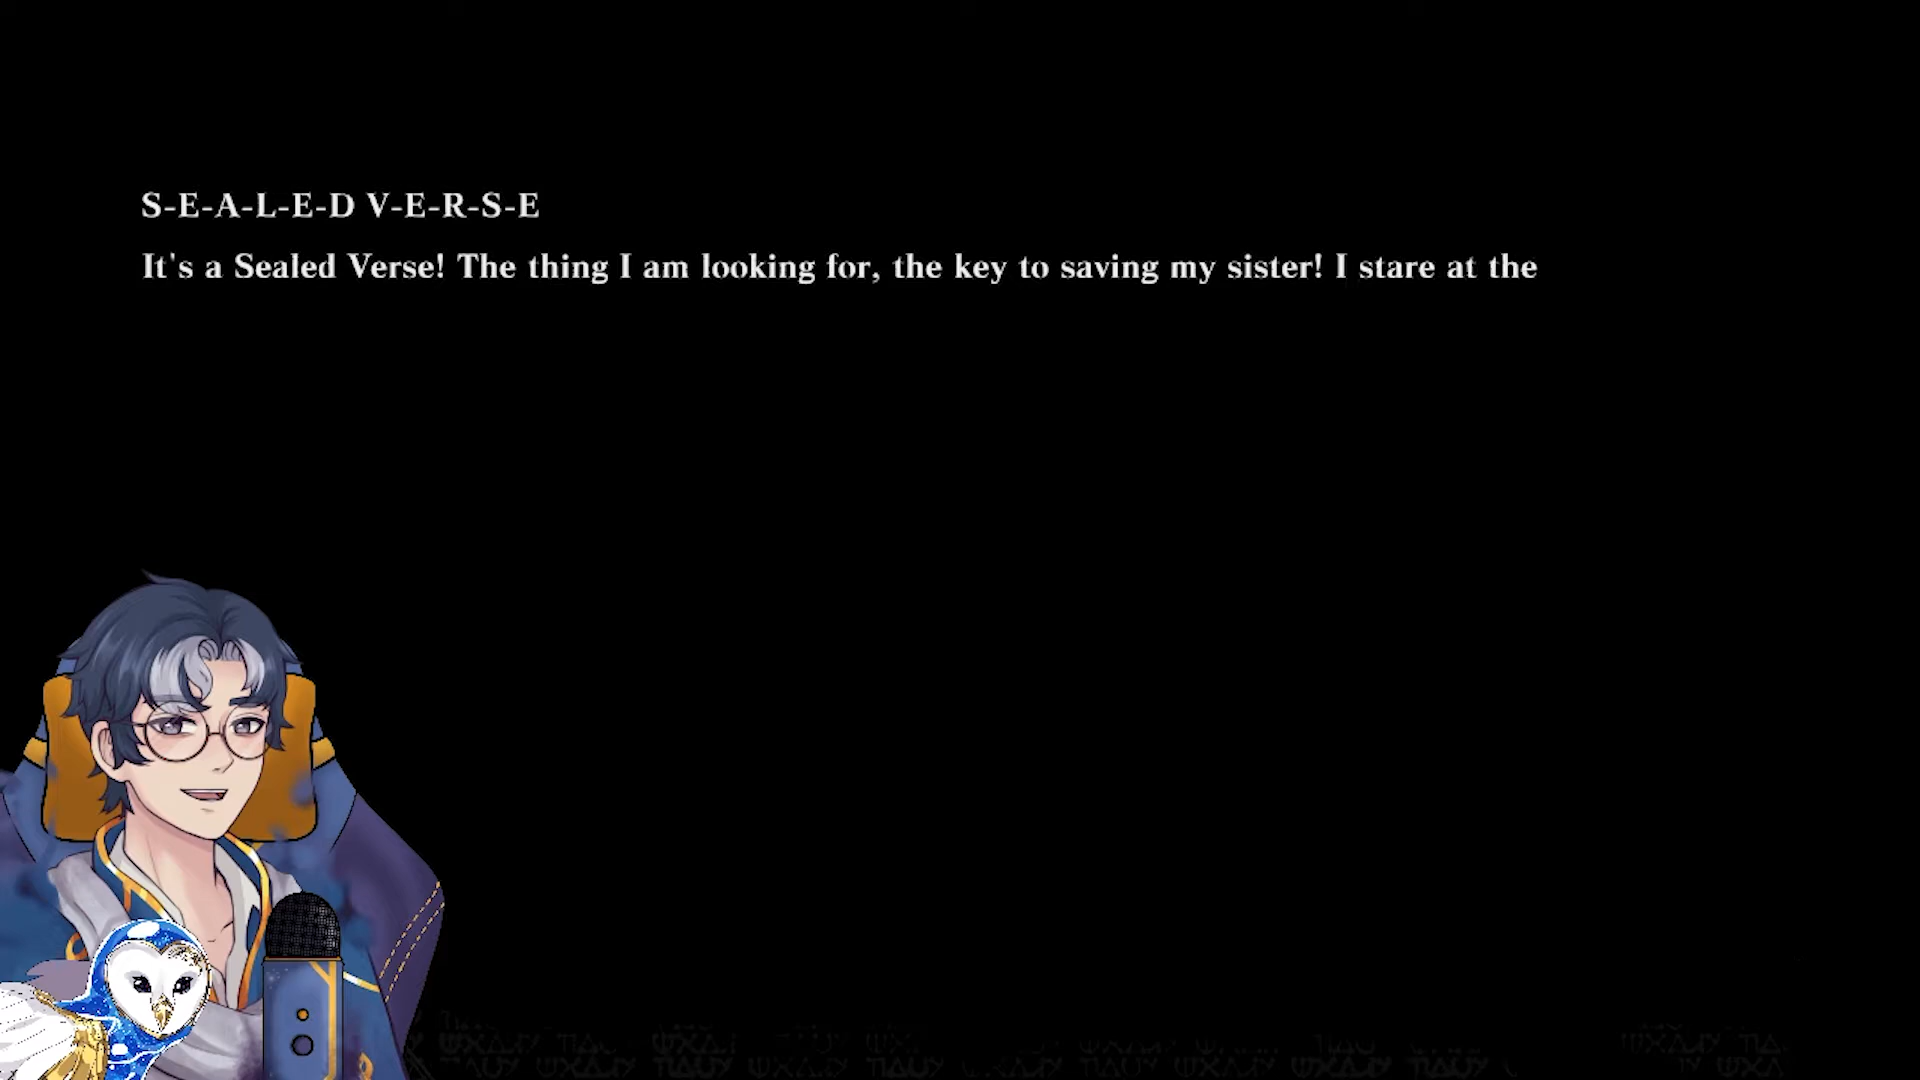 S-E-A-L-E-D V-E-R-S-E
It's a Sealed Verse! The thing I am looking for, the key to saving my sister! I stare at the